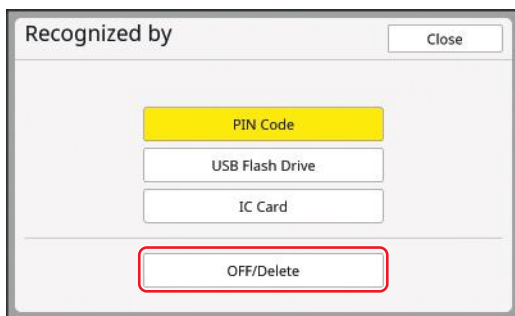 Recognized by
Close
PIN Code
USB Flash Drive
IC Card
OFF/Delete